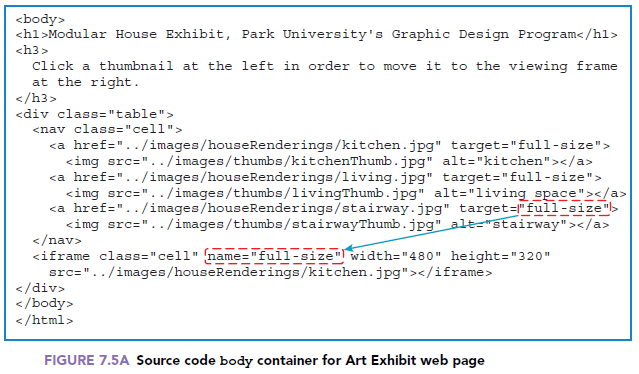 <body>
<h1>Modular House Exhibit, Park University's Graphic Design Program</h1>
<h3>
Click a thumbnail at the left in order to move it to the viewing frame
at the right.
</h3>
<div class="table">
<nav class="cell">
<a href="../images/houseRenderings/kitchen.jpg" target="full-size">
<img src="../images/thumbs/kitchenThumb.jpg" alt="kitchen"></a>
<a href="../images/houseRenderings/living.jpg" target="full-size">
<img src="../images/thumbs/livingThumb.jpg" alt="living space"></a>
<a href="../images/houseRenderings/stairway.jpg" target="full-size">
<img src="../images/thumbs/stairwayThumb.jpg" alt="stairway"></a>
</nav>
<iframe class="cell" name="full-size" width="480" height="320"
src="../images/houseRenderings/kitchen.jpg"></iframe>
</div>
</body>
</html>
FIGURE 7.5A Source code body container for Art Exhibit web page